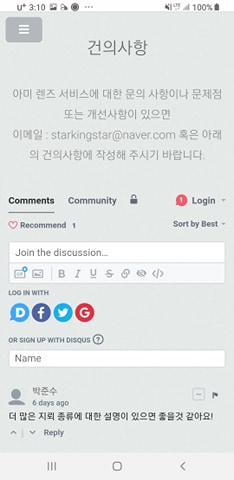 U+ 3:10
100%
건의사항
아미 렌즈 서비스에 대한 문의 사항이나 문제점
또는 개선사항이 있으면
이메일 : starkingstar@naver.com 혹은 아래
의 건의사항에 작성해 주시기 바랍니다.
Comments Community 1 Login
Recommend 1 Sort by Best
Join the discussion…
B I U S </>
LOG IN WITH
D f G
OR SIGN UP WITH DISQUS ?
Name
박준수
6 days ago
더 많은 지뢰 종류에 대한 설명이 있으면 좋을것 같아요!
Reply